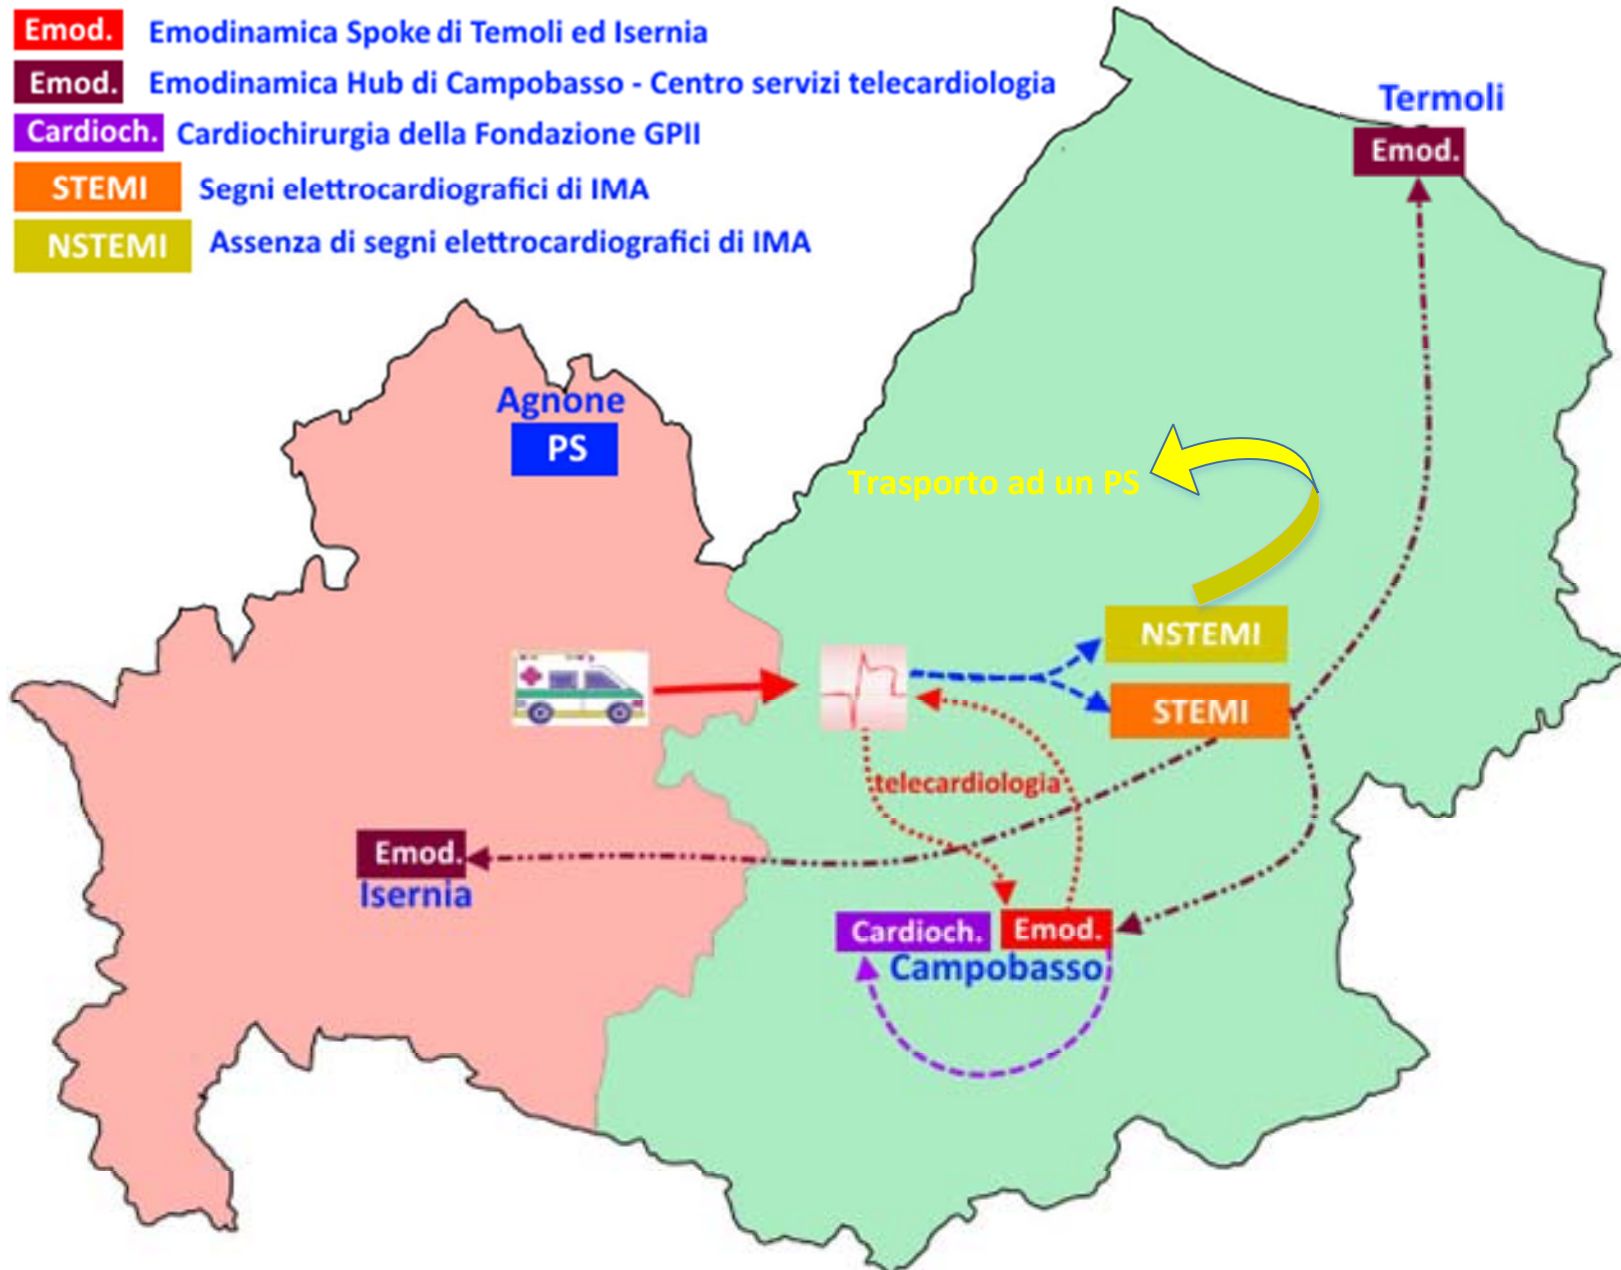 Emod. Emodinamica Spoke di Temoli ed Isernia
Emod. Emodinamica Hub di Campobasso - Centro servizi telecardiologia
Cardioch. Cardiochirurgia della Fondazione GPII
STEMI Segni elettrocardiografici di IMA
NSTEMI Assenza di segni elettrocardiografici di IMA
Termoli
Emod.
Agnone
PS
Trasporto ad un PS
NSTEMI
STEMI
telecardiologia
Emod.
Isernia
Cardioch. Emod.
Campobasso